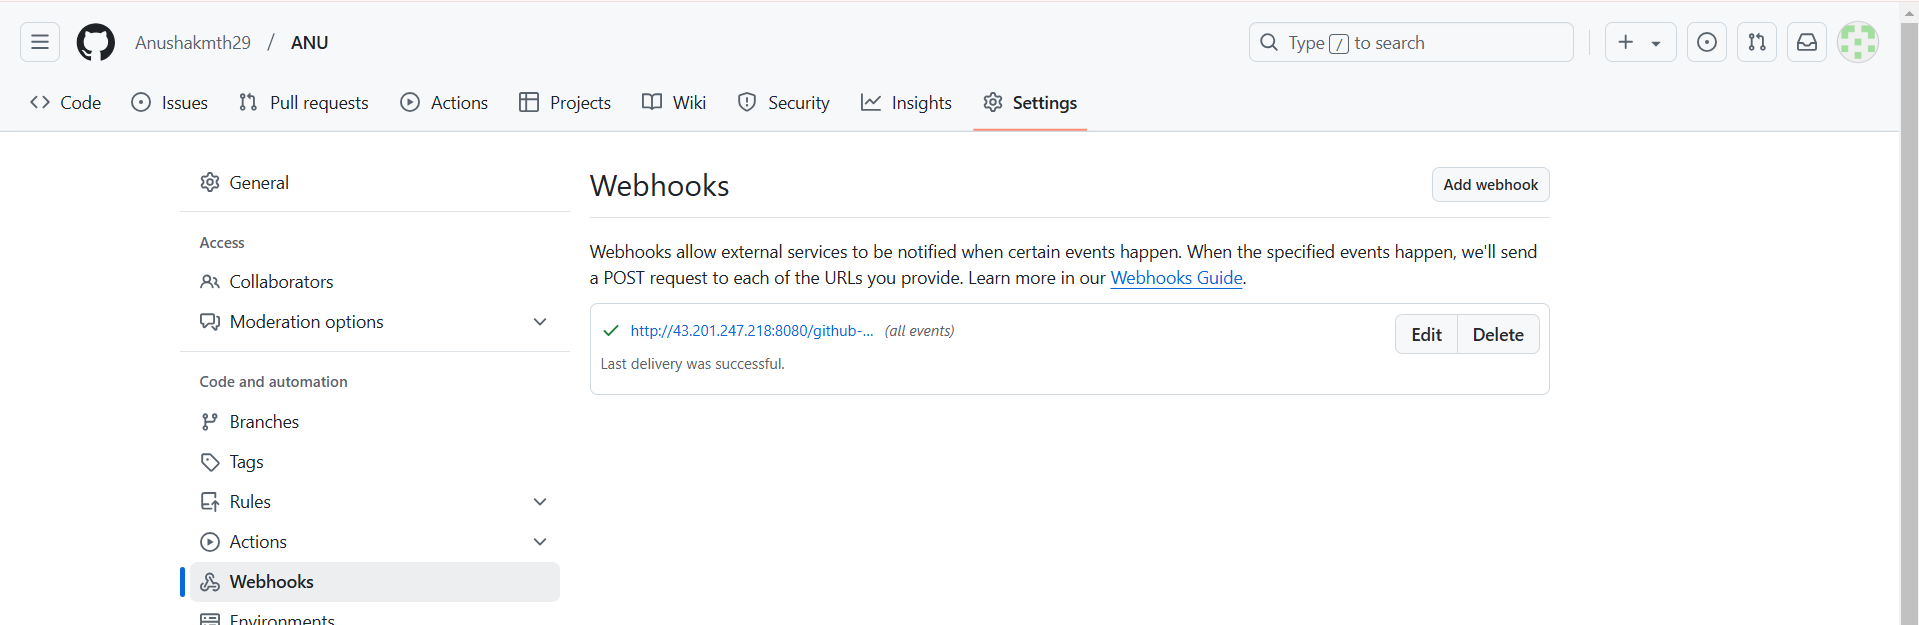 Anushakmth29 / ANU
Type / to search
Code Issues Pull requests Actions Projects Wiki Security Insights Settings
General
Access
Collaborators
Moderation options
Code and automation
Branches
Tags
Rules
Actions
Webhooks
Environments
Webhooks
Add webhook
Webhooks allow external services to be notified when certain events happen. When the specified events happen, we'll send
a POST request to each of the URLs you provide. Learn more in our Webhooks Guide.
http://43.201.247.218:8080/github-... (all events)
Edit Delete
Last delivery was successful.